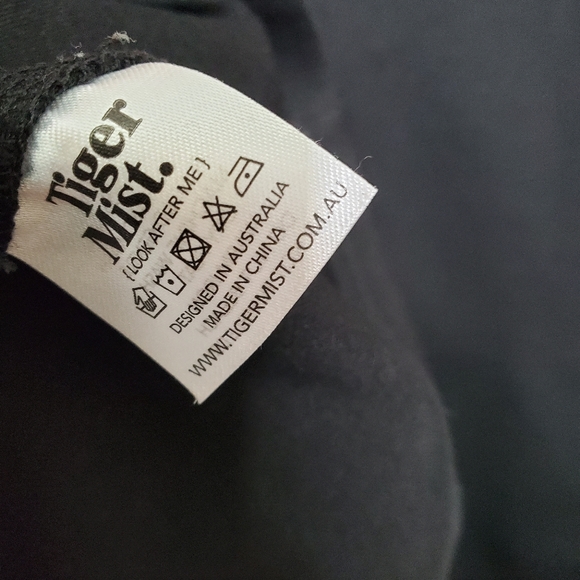 Tiger
Mist.
{ LOOK AFTER ME }
DESIGNED IN AUSTRALIA
MADE IN CHINA
WWW.TIGERMIST.COM.AU